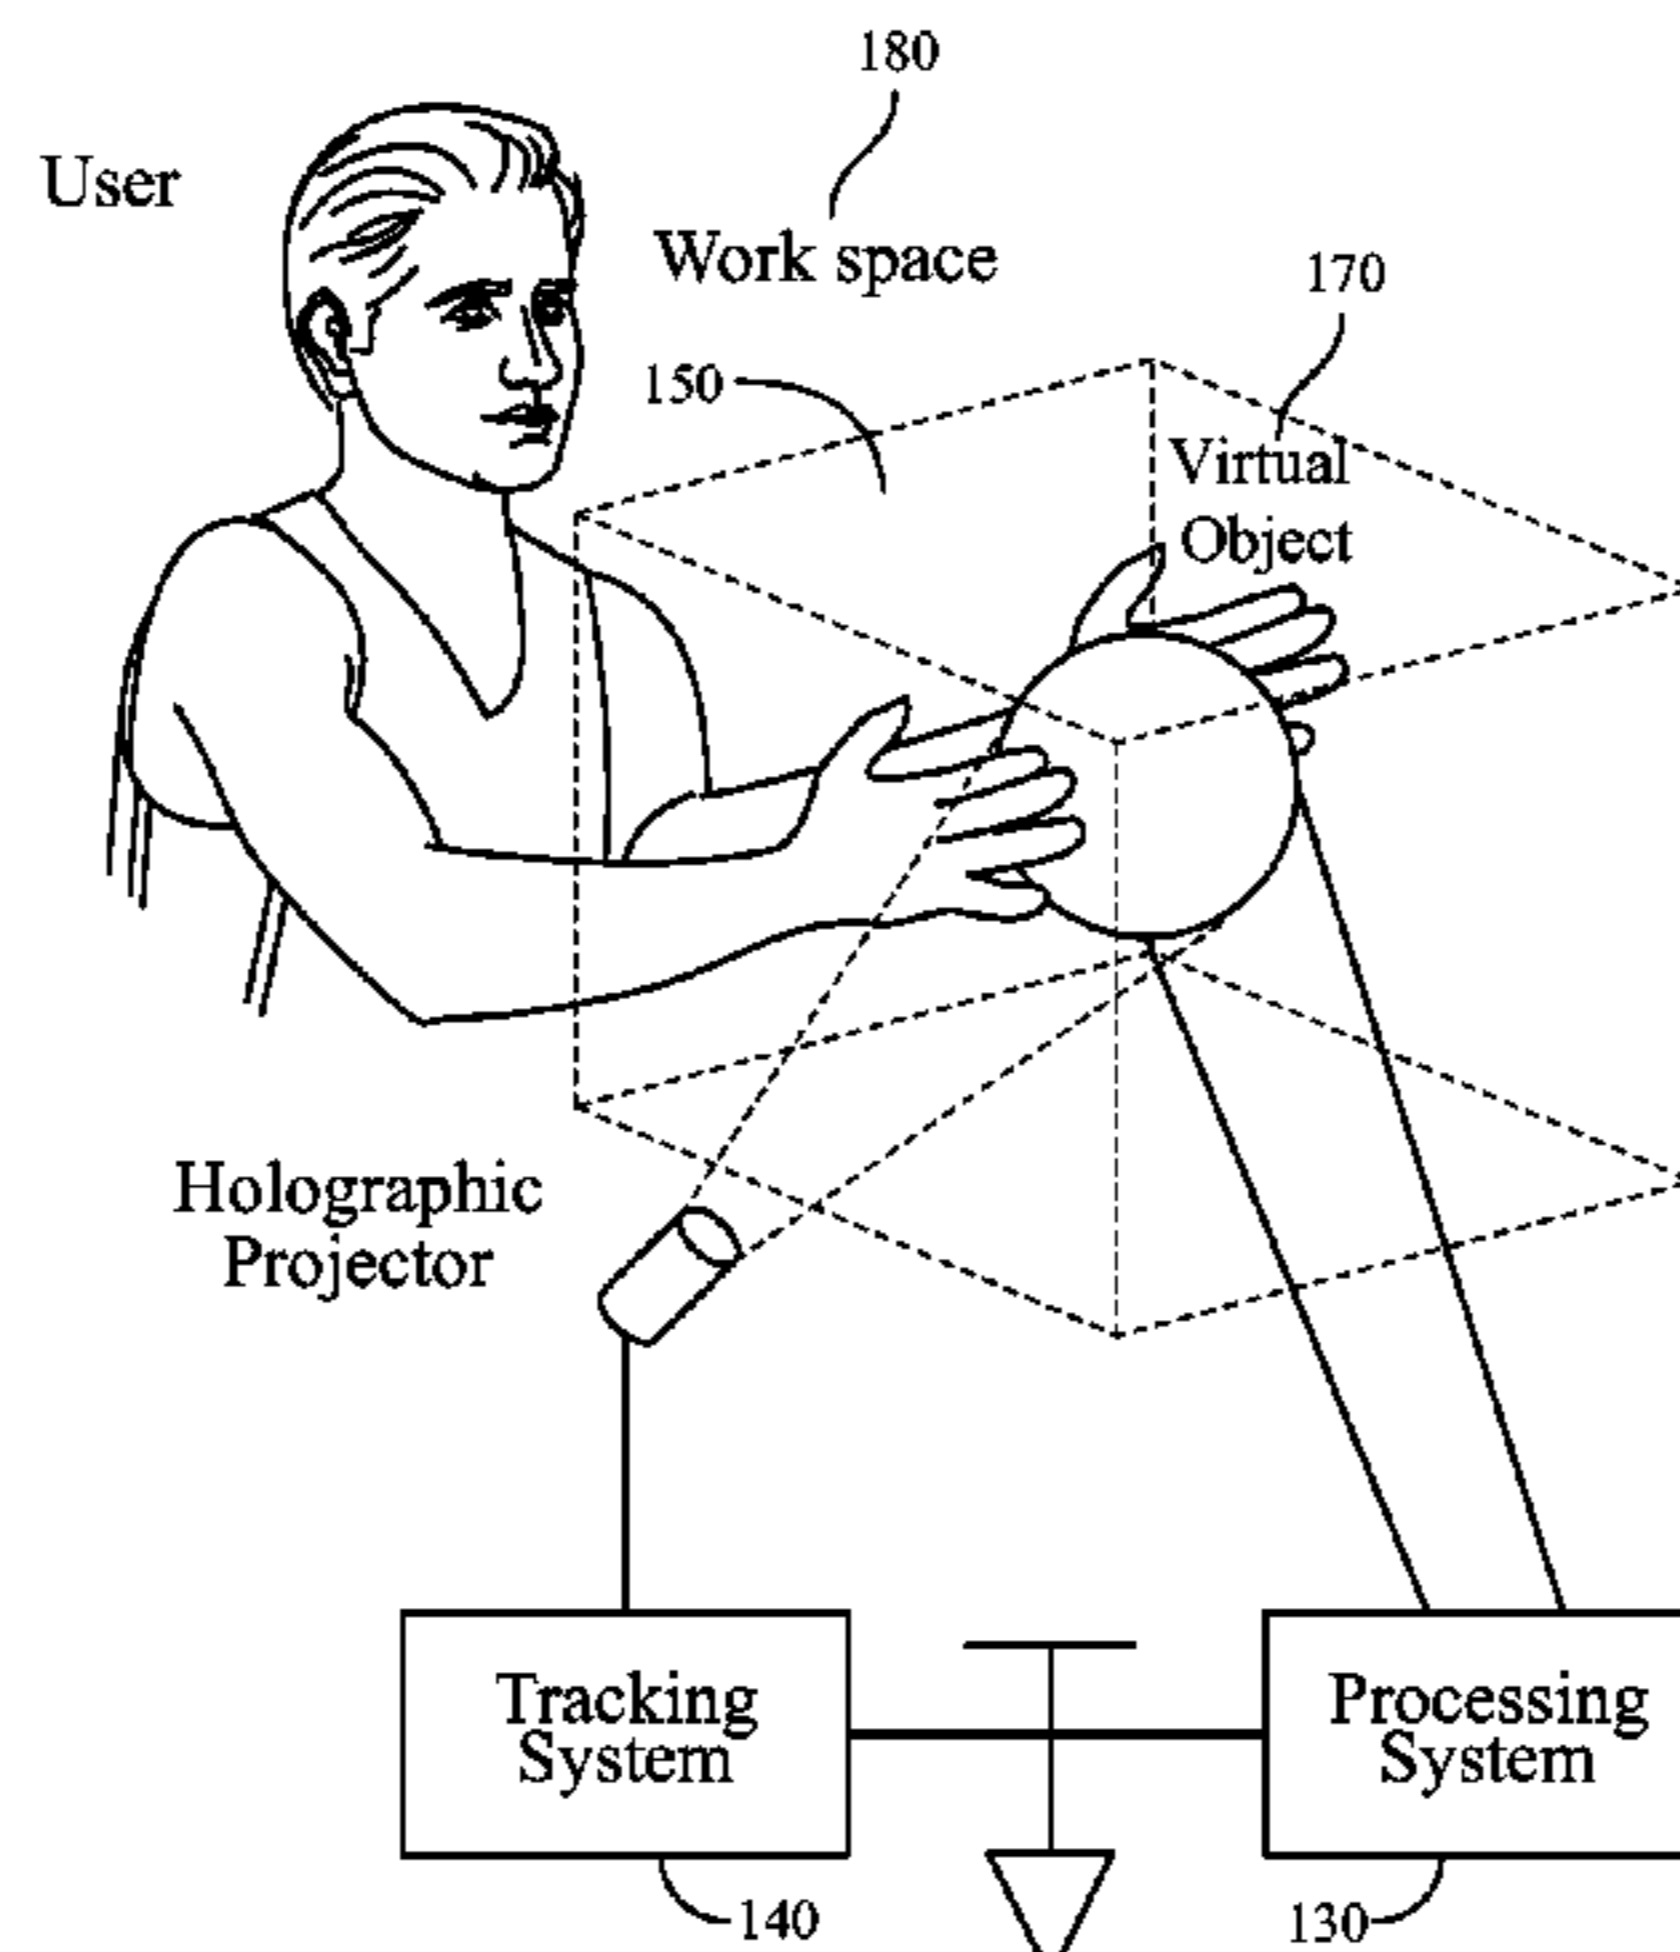 180
User
Work space
170
150
Virtual
Object
Holographic
Projector
Tracking
System
Processing
System
140
130